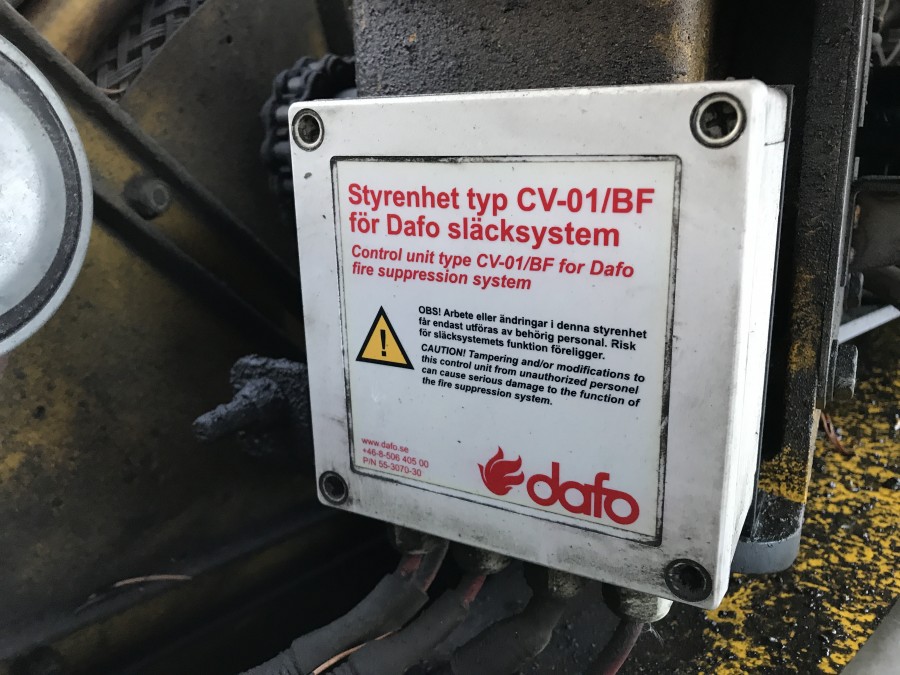 Styrenhet typ CV-01/BF
för Dafo släcksystem
Control unit type CV-01/BF for Dafo
fire suppression system
OBS! Arbete eller ändringar i denna styrenhet
får endast utföras av behörig personal. Risk
för släcksystemets funktion föreligger.
CAUTION! Tampering and/or modifications to
this control unit from unauthorized personel
can cause serious damage to the function of
the fire suppression system.
www.dafo.se
+46-8-506 405 00
P/N 55-3070-30
dafo